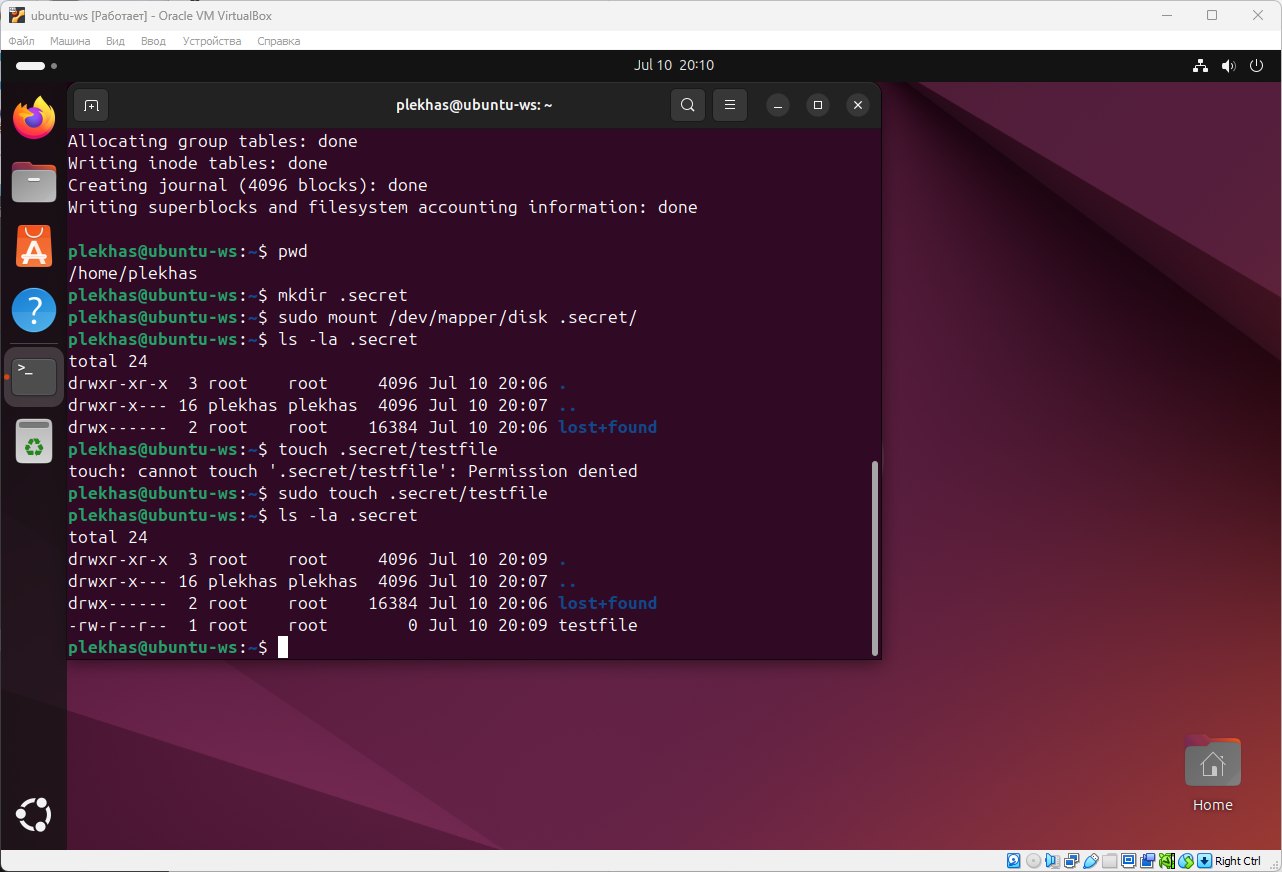 ubuntu-ws [Работает] - Oracle VM VirtualBox
Файл Машина Вид Ввод Устройства Справка
Jul 10 20:10
plekhas@ubuntu-ws: ~
Allocating group tables: done
Writing inode tables: done
Creating journal (4096 blocks): done
Writing superblocks and filesystem accounting information: done
plekhas@ubuntu-ws:~$ pwd
/home/plekhas
plekhas@ubuntu-ws:~$ mkdir .secret
plekhas@ubuntu-ws:~$ sudo mount /dev/mapper/disk .secret/
plekhas@ubuntu-ws:~$ ls -la .secret
total 24
drwxr-xr-x  3 root    root     4096 Jul 10 20:06 .
drwxr-x--- 16 plekhas plekhas  4096 Jul 10 20:07 ..
drwx------  2 root    root    16384 Jul 10 20:06 lost+found
plekhas@ubuntu-ws:~$ touch .secret/testfile
touch: cannot touch '.secret/testfile': Permission denied
plekhas@ubuntu-ws:~$ sudo touch .secret/testfile
plekhas@ubuntu-ws:~$ ls -la .secret
total 24
drwxr-xr-x  3 root    root     4096 Jul 10 20:09 .
drwxr-x--- 16 plekhas plekhas  4096 Jul 10 20:07 ..
drwx------  2 root    root    16384 Jul 10 20:06 lost+found
-rw-r--r--  1 root    root        0 Jul 10 20:09 testfile
plekhas@ubuntu-ws:~$
Home
Right Ctrl